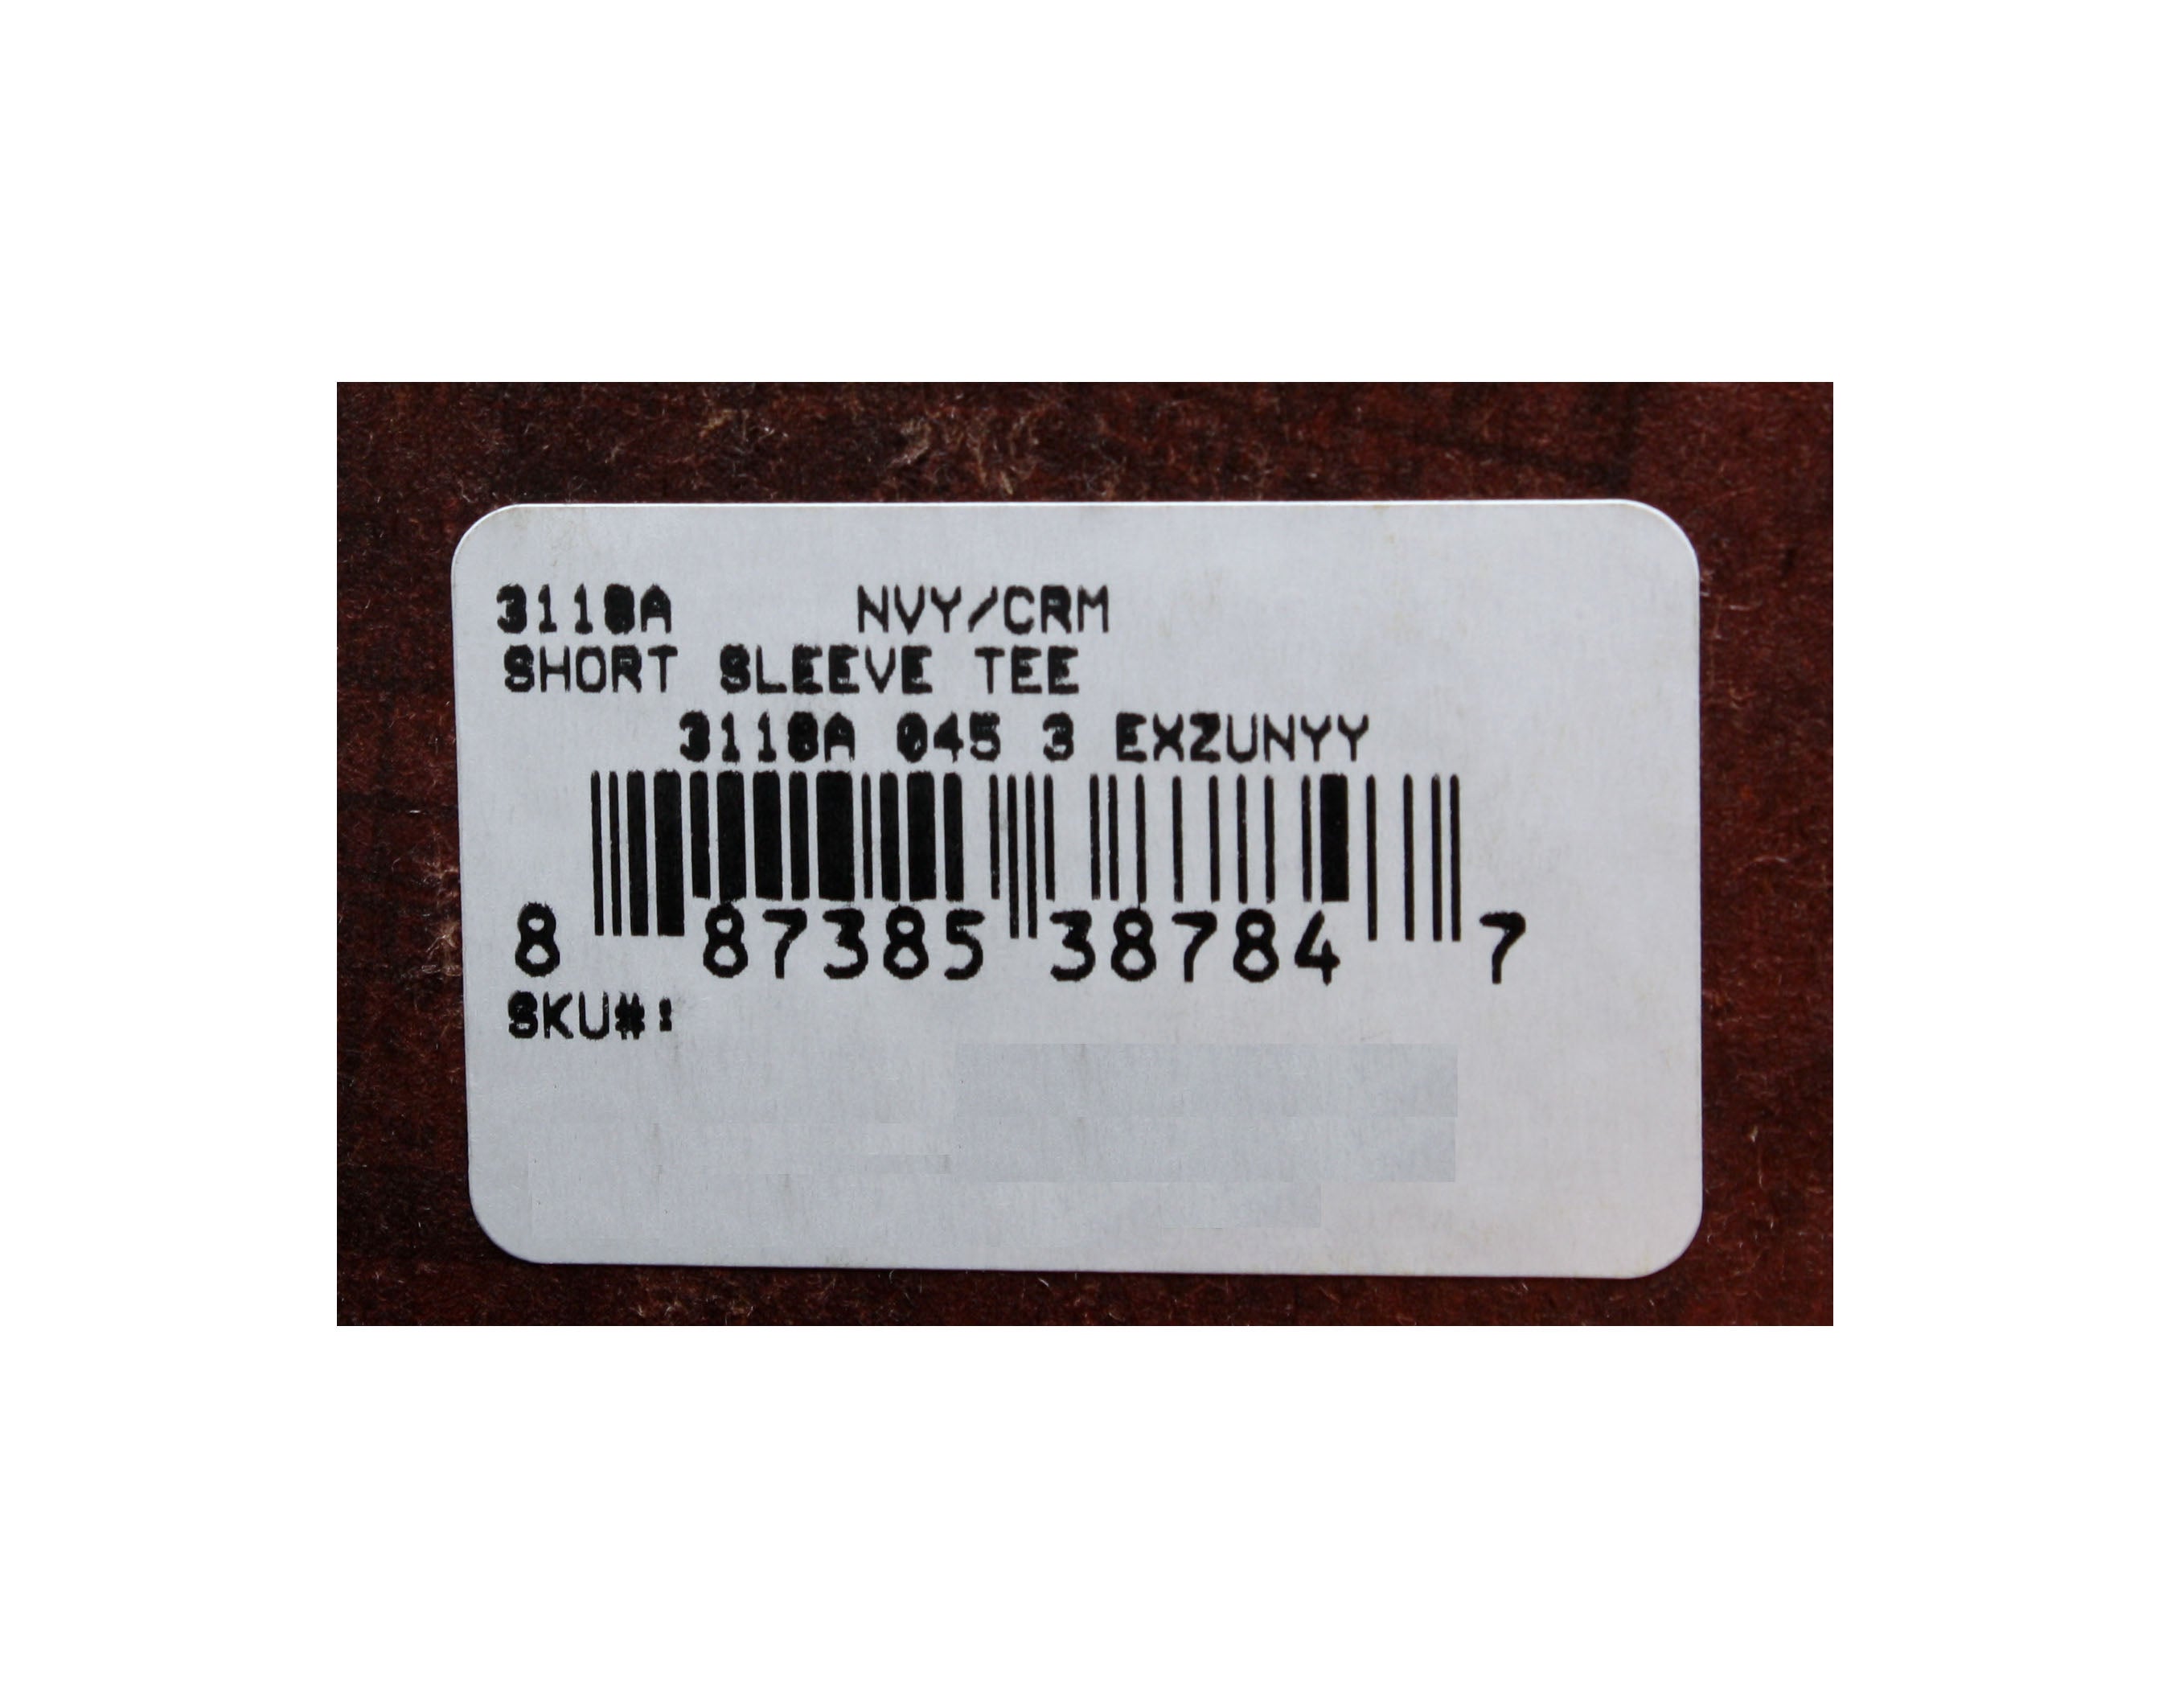 3118A NVY/CRM
SHORT SLEEVE TEE
3118A 045 3 EXZUNYY
8 87385 38784 7
SKU#: